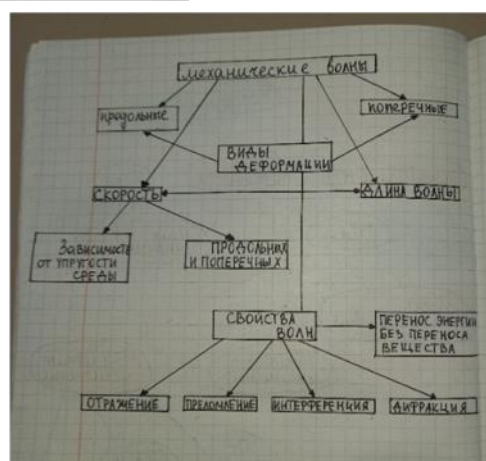 механические волны
продольные
поперечные
ВИДЫ
ДЕФОРМАЦИИ
СКОРОСТЬ
ДЛИНА ВОЛНЫ
Зависимость
от упругости
среды
ПРОДОЛЬНЫХ
И ПОПЕРЕЧНЫХ
СВОЙСТВА
ВОЛН
ПЕРЕНОС ЭНЕРГИИ
БЕЗ ПЕРЕНОСА
ВЕЩЕСТВА
ОТРАЖЕНИЕ
ПРЕЛОМЛЕНИЕ
ИНТЕРФЕРЕНЦИЯ
ДИФРАКЦИЯ